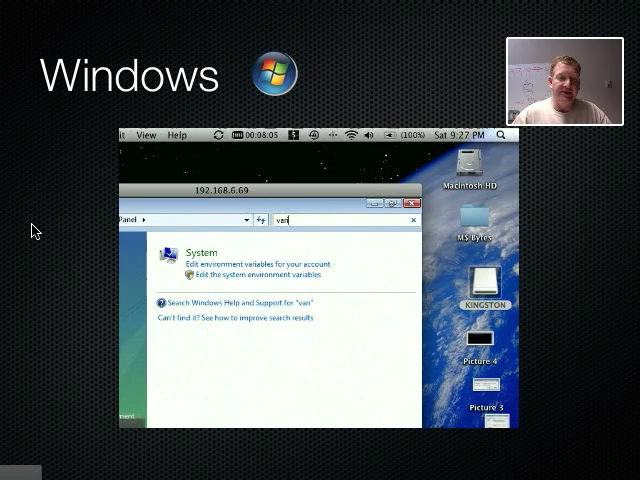 Windows
it View Help 00:08:05 (100%) Sat 9:27 PM
Macintosh HD
192.168.6.69
Panel
vari
MS Bytes
System
Edit environment variables for your account
Edit the system environment variables
KINGSTON
Search Windows Help and Support for "vari"
Can't find it? See how to improve search results
Picture 4
Picture 3
ment